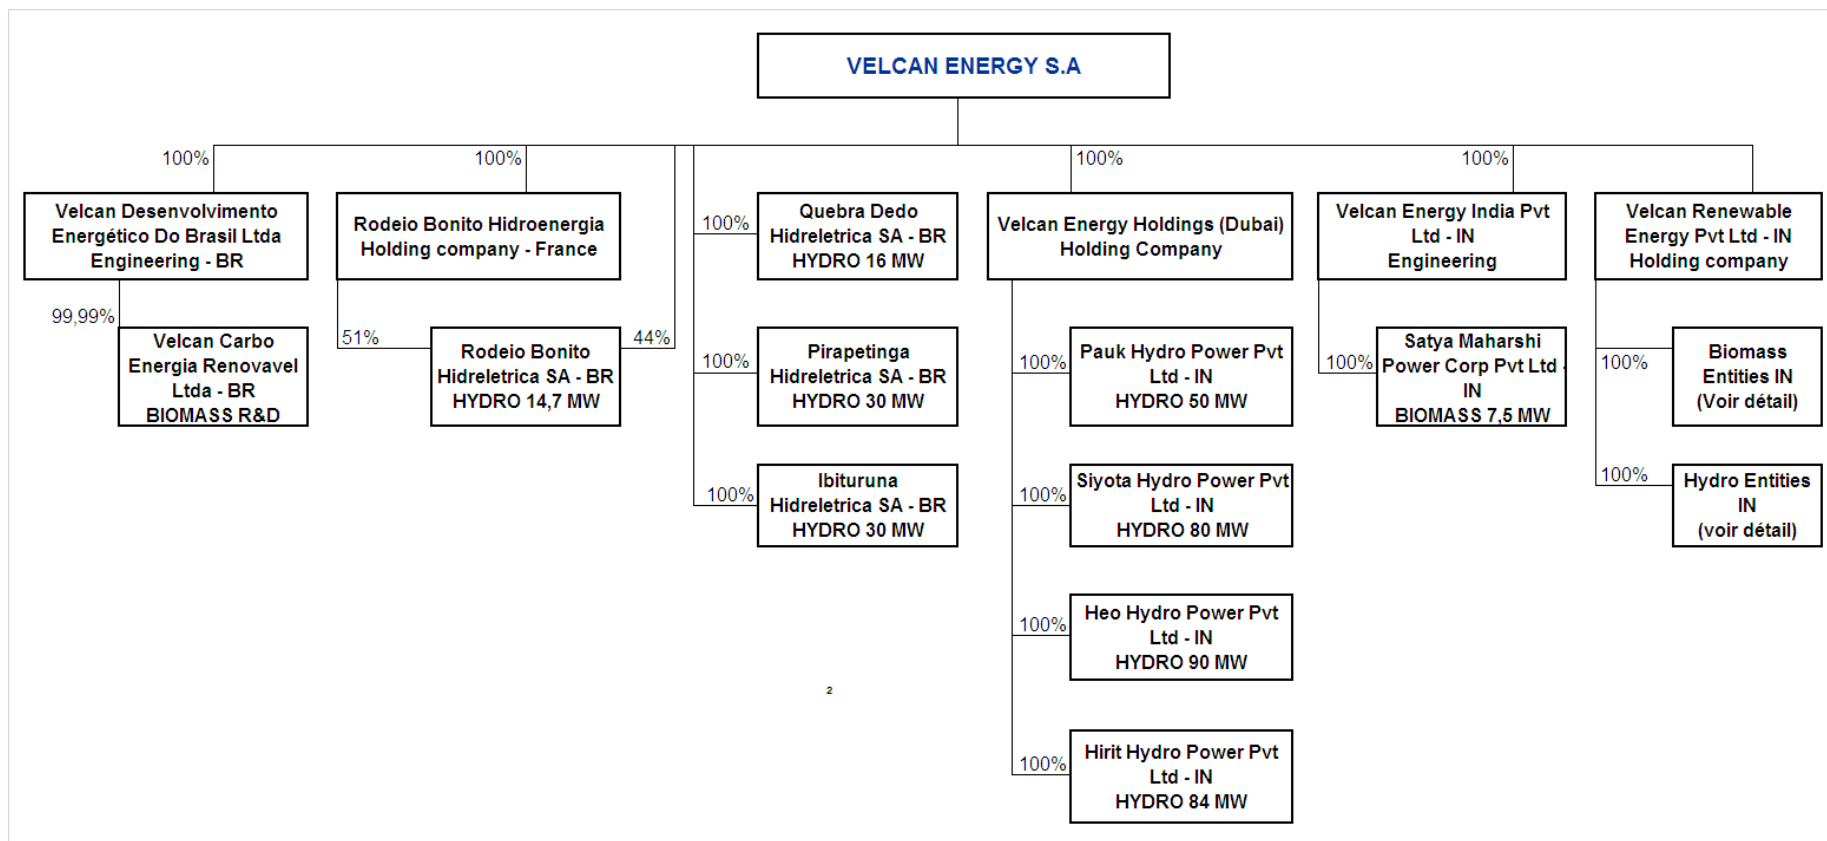 VELCAN ENERGY S.A
100%
100%
100%
100%
Velcan Desenvolvimento
Energético Do Brasil Ltda
Engineering - BR
Rodeio Bonito Hidroenergia
Holding company - France
100%
Quebra Dedo
Hidreletrica SA - BR
HYDRO 16 MW
Velcan Energy Holdings (Dubai)
Holding Company
Velcan Energy India Pvt
Ltd - IN
Engineering
Velcan Renewable
Energy Pvt Ltd - IN
Holding company
99,99%
Velcan Carbo
Energia Renovavel
Ltda - BR
BIOMASS R&D
51%
Rodeio Bonito
Hidreletrica SA - BR
HYDRO 14,7 MW
44%
100%
Pirapetinga
Hidreletrica SA - BR
HYDRO 30 MW
100%
Pauk Hydro Power Pvt
Ltd - IN
HYDRO 50 MW
100%
Satya Maharshi
Power Corp Pvt Ltd -
IN
BIOMASS 7,5 MW
100%
Biomass
Entities IN
(Voir détail)
100%
Ibituruna
Hidreletrica SA - BR
HYDRO 30 MW
100%
Siyota Hydro Power Pvt
Ltd - IN
HYDRO 80 MW
100%
Hydro Entities
IN
(voir détail)
100%
Heo Hydro Power Pvt
Ltd - IN
HYDRO 90 MW
2
100%
Hirit Hydro Power Pvt
Ltd - IN
HYDRO 84 MW